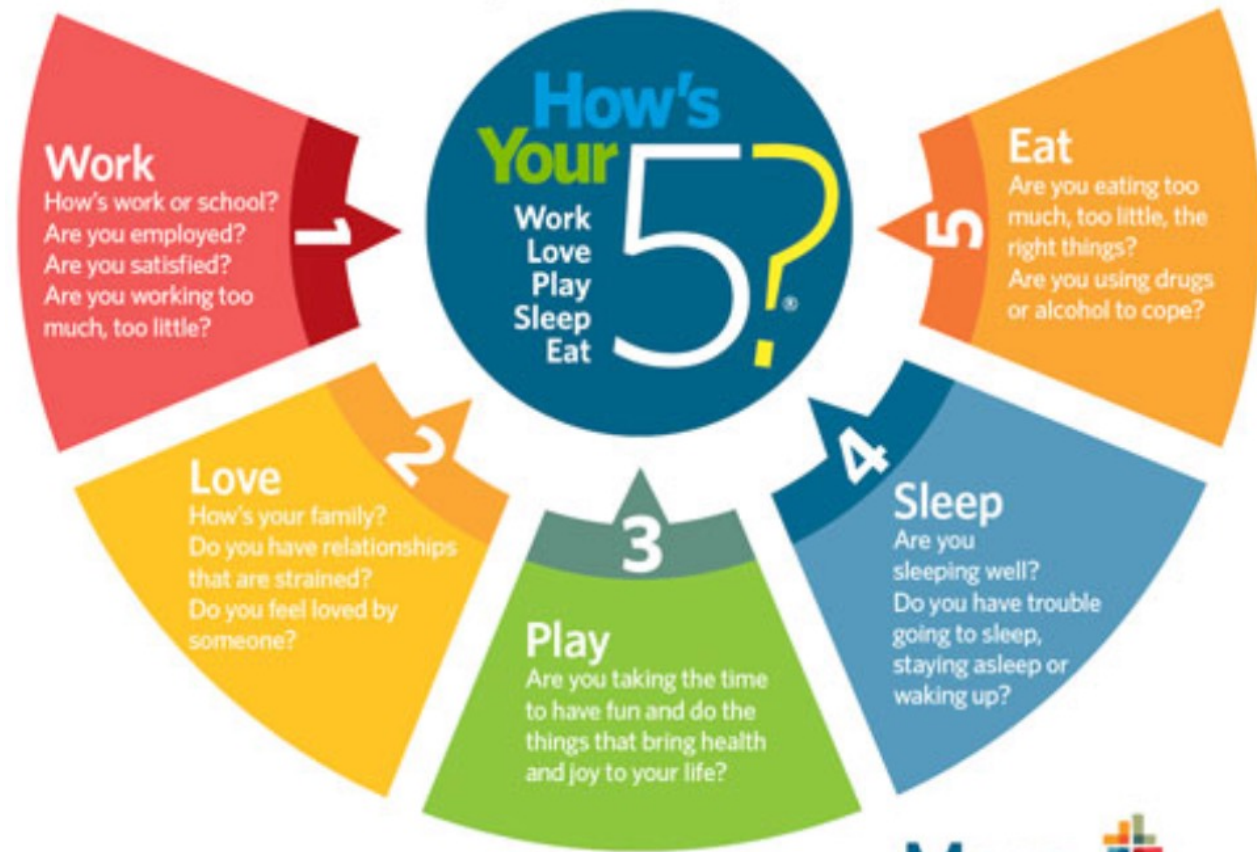 How's
Your 5?®
Work
Love
Play
Sleep
Eat
1
Work
How's work or school?
Are you employed?
Are you satisfied?
Are you working too
much, too little?
2
Love
How's your family?
Do you have relationships
that are strained?
Do you feel loved by
someone?
3
Play
Are you taking the time
to have fun and do the
things that bring health
and joy to your life?
4
Sleep
Are you
sleeping well?
Do you have trouble
going to sleep,
staying asleep or
waking up?
5
Eat
Are you eating too
much, too little, the
right things?
Are you using drugs
or alcohol to cope?